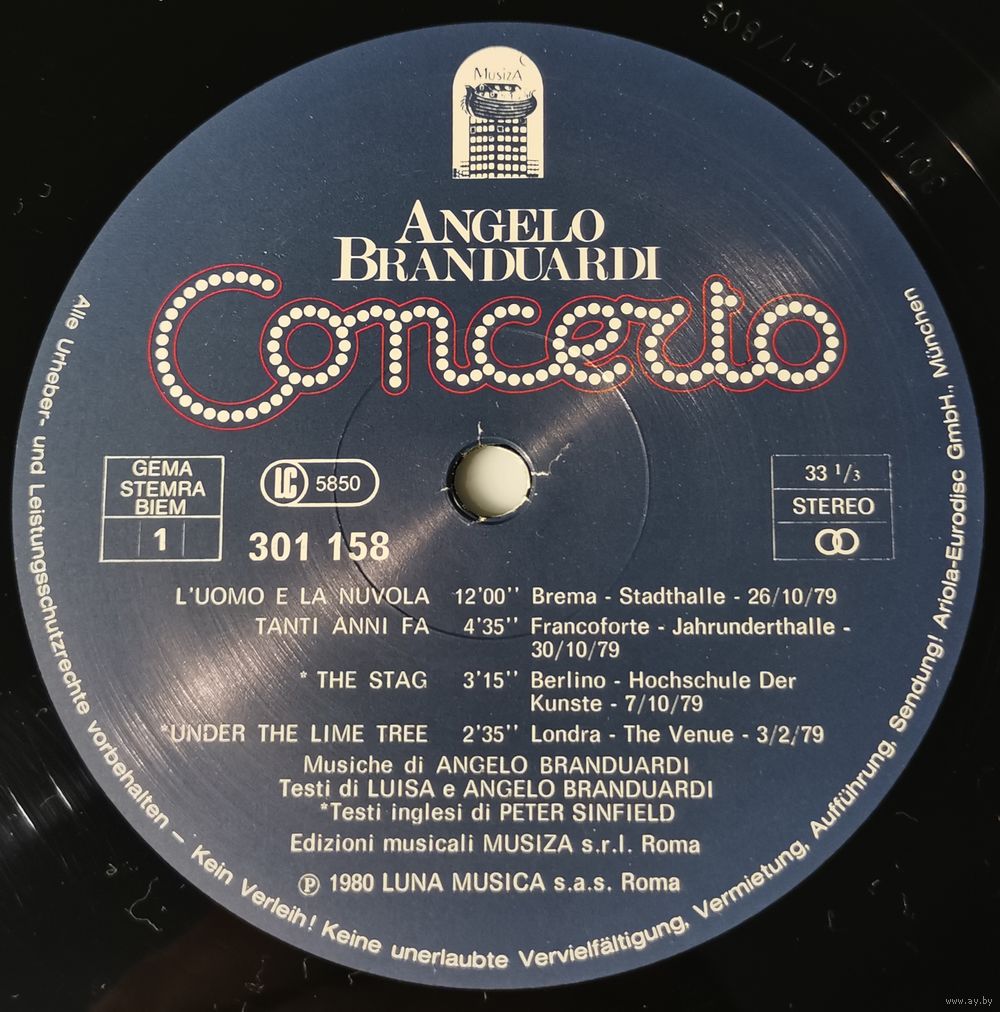 301158 A-1/80S
MusizA
ANGELO
BRANDUARDI
Concerto
GEMA
STEMRA
BIEM
1
LC 5850
301 158
33 1/3
STEREO
L'UOMO E LA NUVOLA 12'00'' Brema - Stadthalle - 26/10/79
TANTI ANNI FA 4'35'' Francoforte - Jahrunderthalle -
30/10/79
* THE STAG 3'15'' Berlino - Hochschule Der
Kunste - 7/10/79
*UNDER THE LIME TREE 2'35'' Londra - The Venue - 3/2/79
Musiche di ANGELO BRANDUARDI
Testi di LUISA e ANGELO BRANDUARDI
*Testi inglesi di PETER SINFIELD
Edizioni musicali MUSIZA s.r.l. Roma
Ⓟ 1980 LUNA MUSICA s.a.s. Roma
Alle Urheber- und Leistungsschutzrechte vorbehalten – Kein Verleih! Keine unerlaubte Vervielfältigung, Vermietung, Aufführung, Sendung! Ariola-Eurodisc GmbH., München
www.ay.by